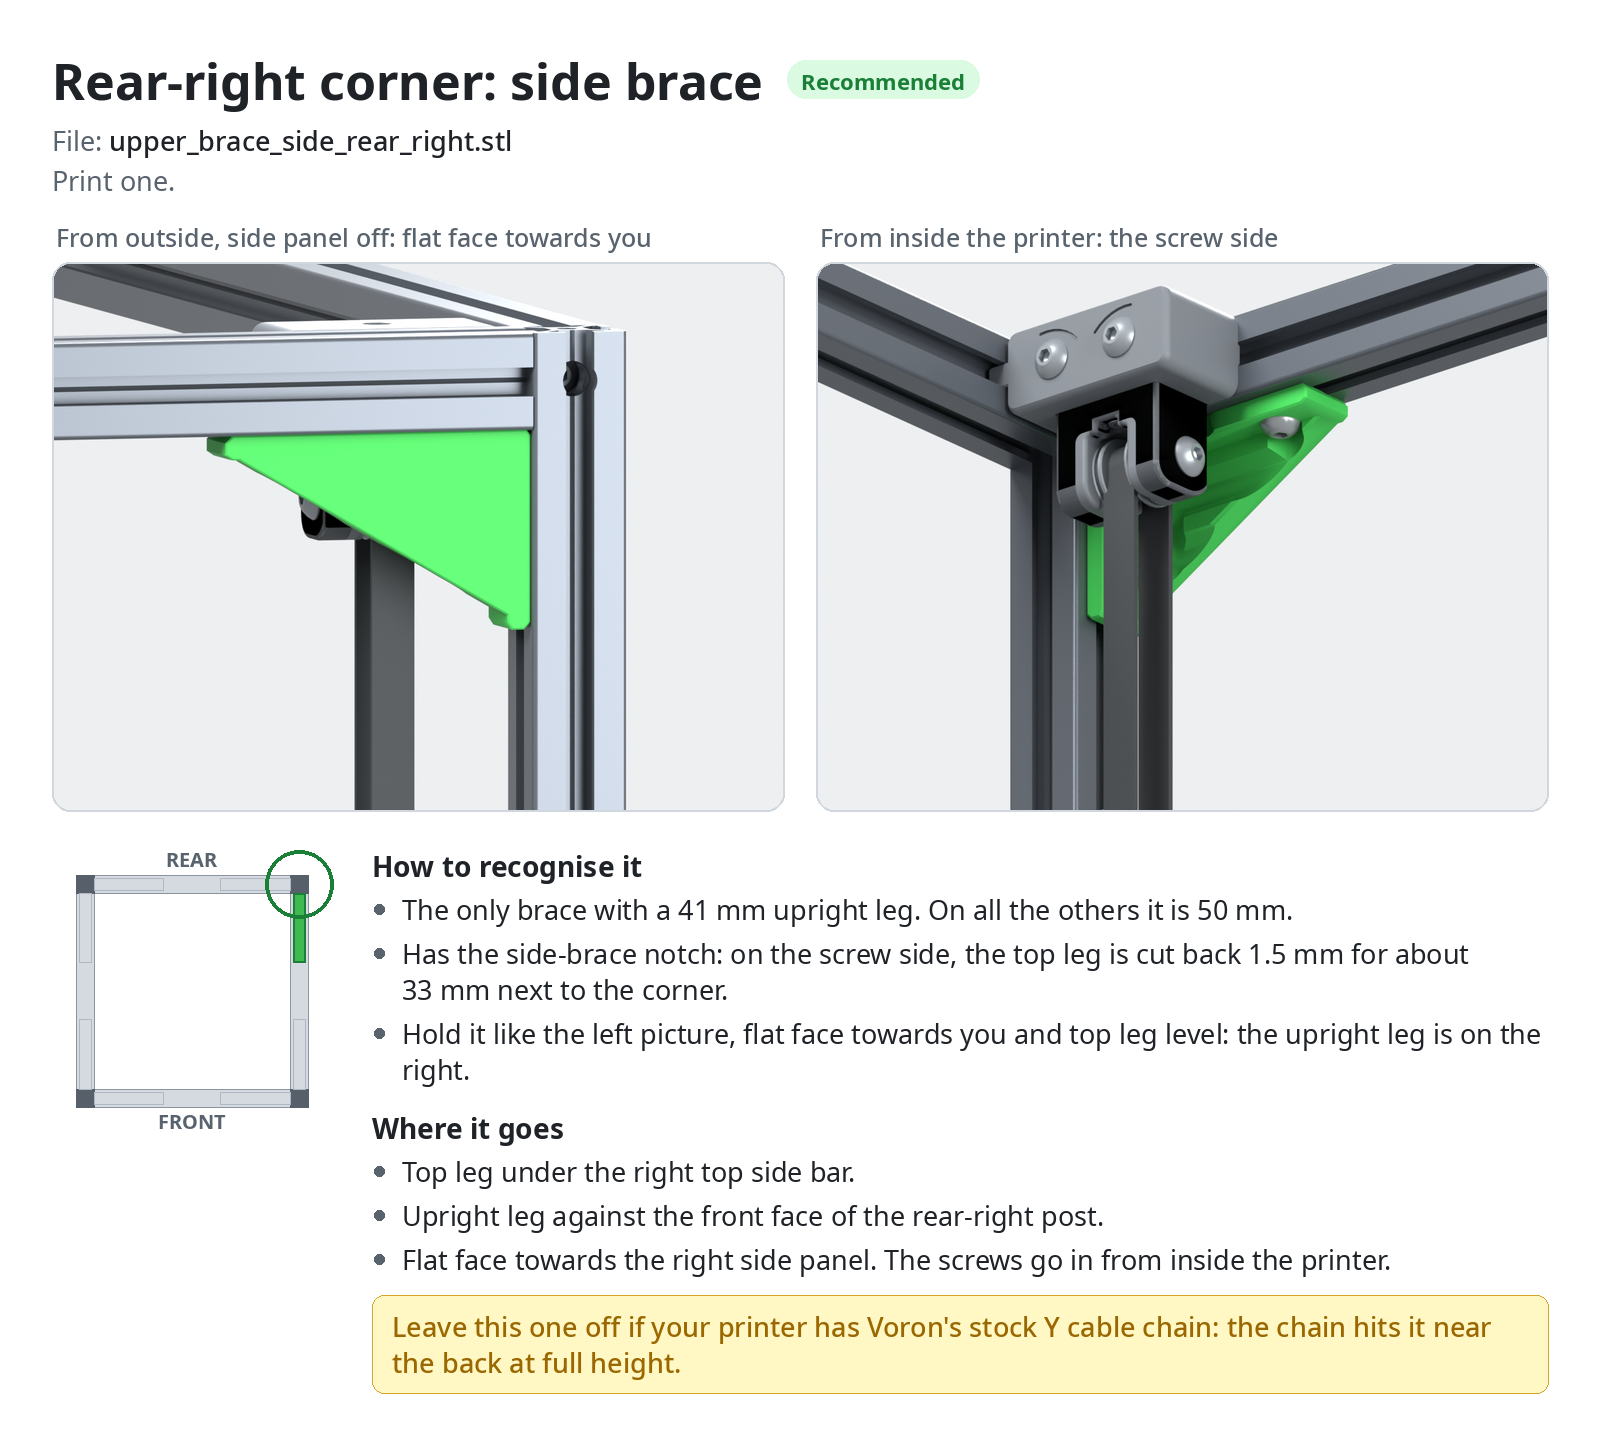 Rear-right corner: side brace
Recommended
File: upper_brace_side_rear_right.stl
Print one.
From outside, side panel off: flat face towards you
From inside the printer: the screw side
REAR
FRONT
How to recognise it
The only brace with a 41 mm upright leg. On all the others it is 50 mm.
Has the side-brace notch: on the screw side, the top leg is cut back 1.5 mm for about
33 mm next to the corner.
Hold it like the left picture, flat face towards you and top leg level: the upright leg is on the
right.
Where it goes
Top leg under the right top side bar.
Upright leg against the front face of the rear-right post.
Flat face towards the right side panel. The screws go in from inside the printer.
Leave this one off if your printer has Voron's stock Y cable chain: the chain hits it near
the back at full height.